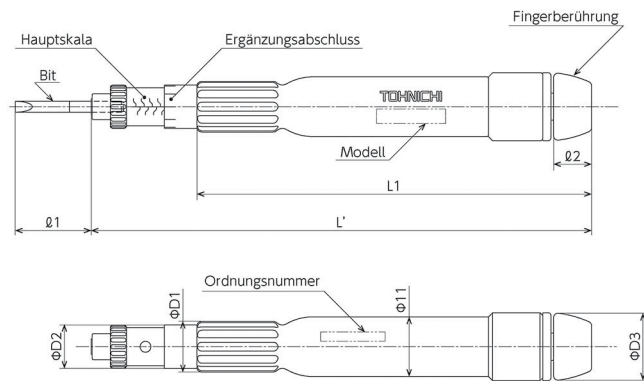 Fingerberührung
Hauptskala
Ergänzungsabschluss
Bit
TOHNICHI
Modell
ℓ2
L1
ℓ1
L'
Ordnungsnummer
ΦD1
Φ11
ΦD2
ΦD3